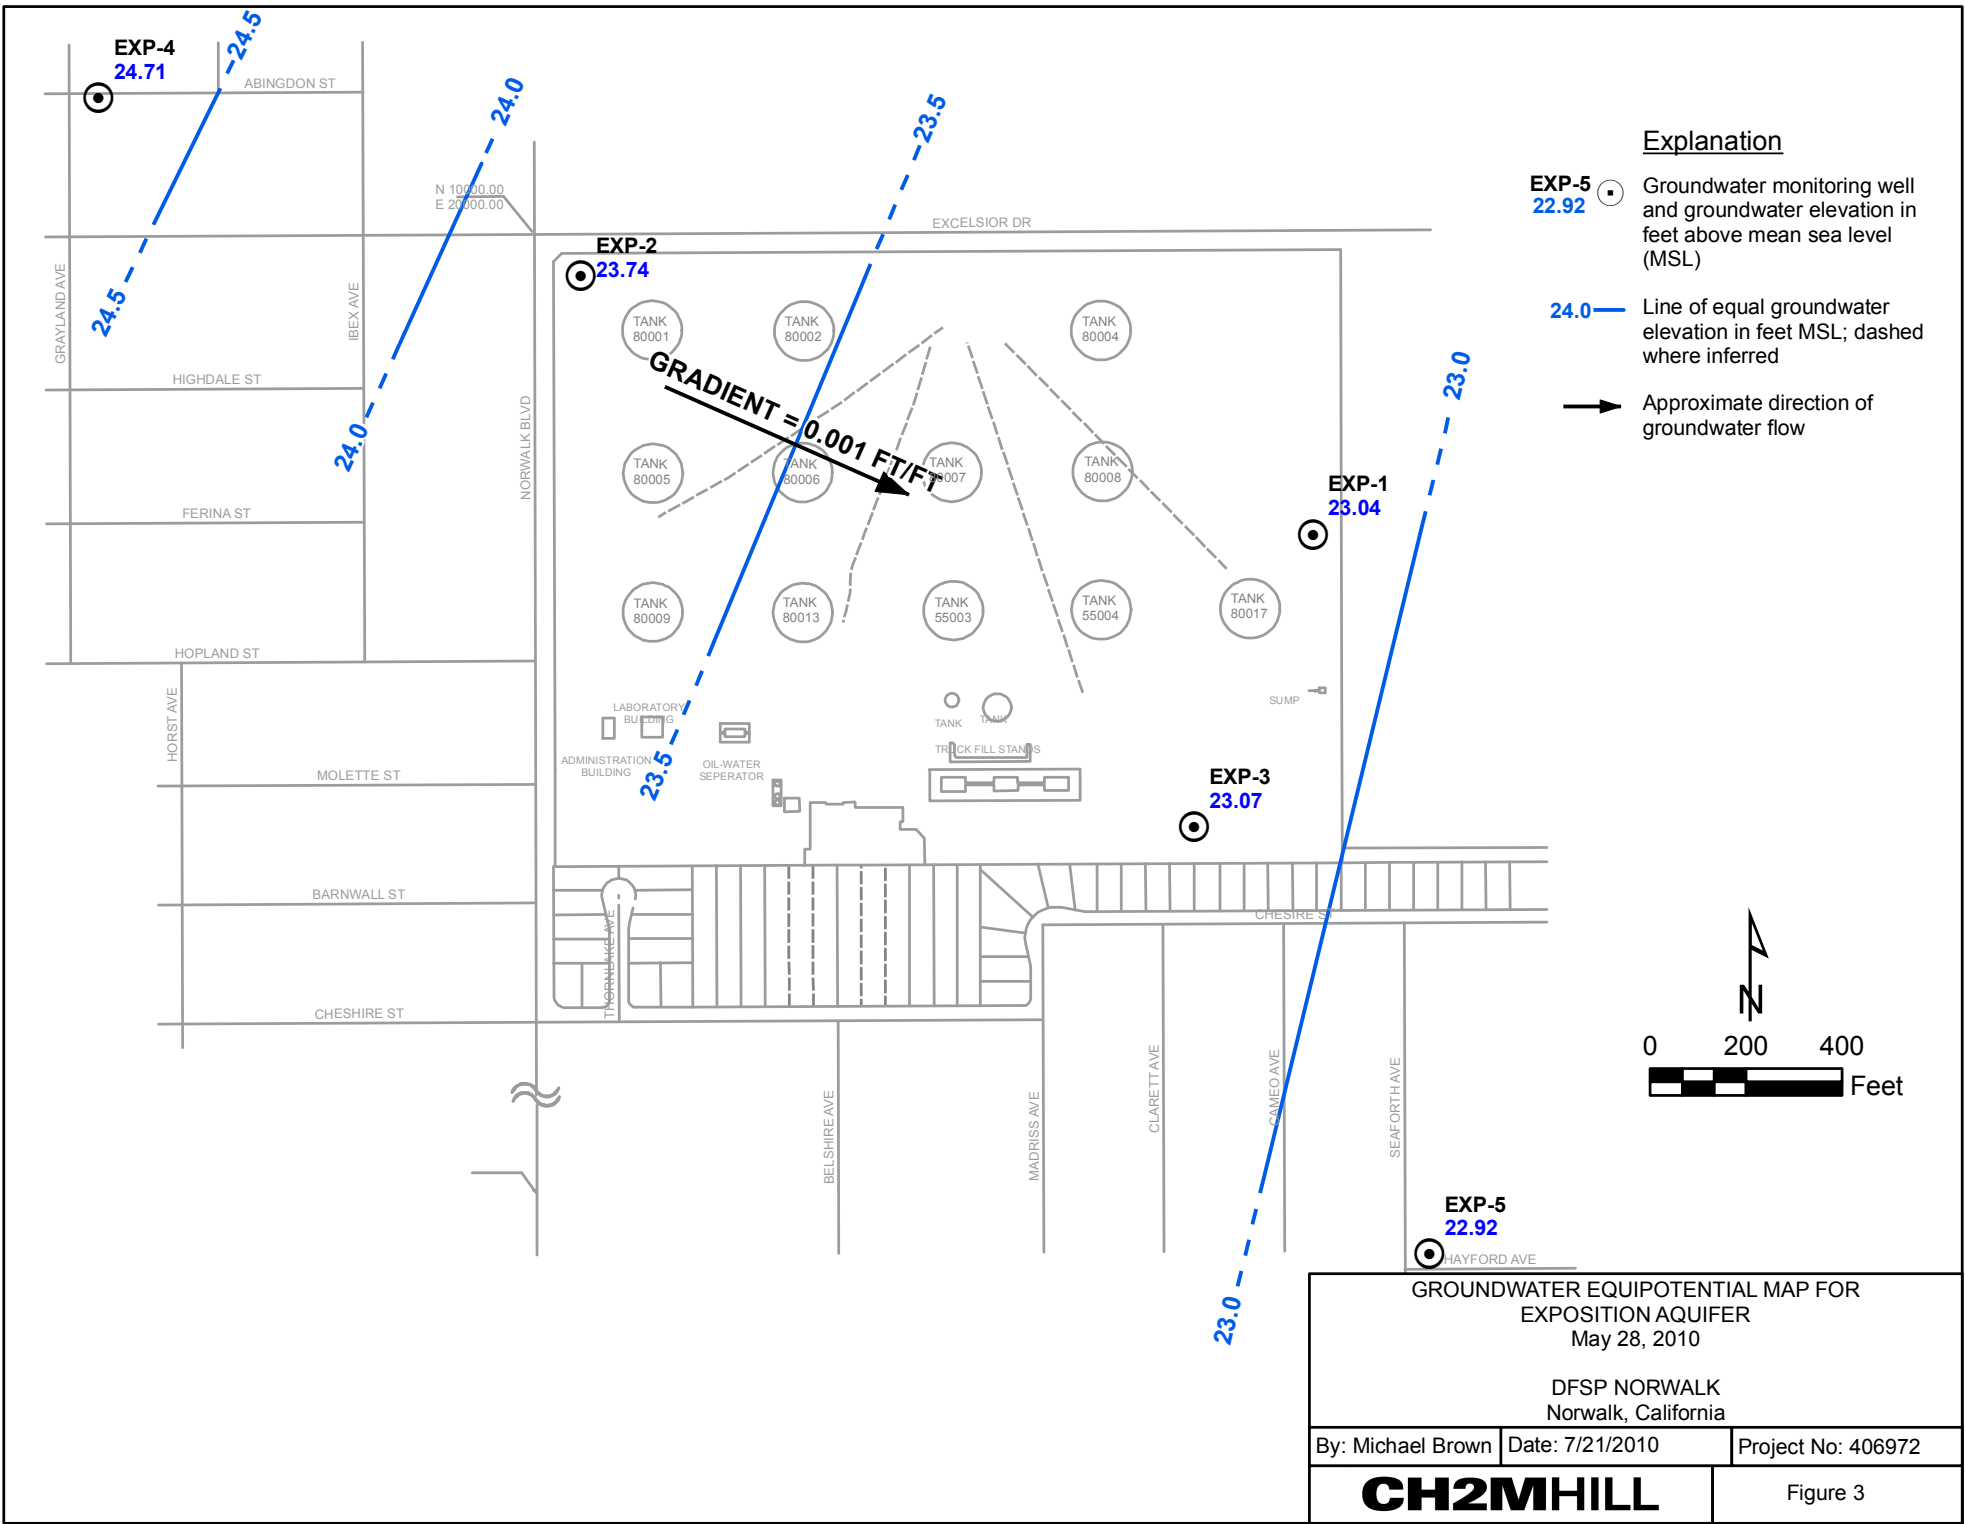 EXP-4
24.71
24.5
ABINGDON ST
24.0
23.5
N 10000.00
E 20000.00
EXCELSIOR DR
EXP-2
23.74
GRAYLAND AVE
24.5
IBEX AVE
HIGHDALE ST
24.0
NORWALK BLVD
FERINA ST
HOPLAND ST
HORST AVE
MOLETTE ST
BARNWALL ST
CHESHIRE ST
TANK
80001
TANK
80002
TANK
80004
GRADIENT = 0.001 FT/FT
TANK
80005
TANK
80006
TANK
80007
TANK
80008
23.0
EXP-1
23.04
TANK
80009
TANK
80013
TANK
55003
TANK
55004
TANK
80017
LABORATORY
BUILDING
ADMINISTRATION
BUILDING
23.5
OIL-WATER
SEPERATOR
TANK
TANK
TRUCK FILL STANDS
SUMP
EXP-3
23.07
THORNLAKE AVE
CHESIRE ST
BELSHIRE AVE
MADRISS AVE
CLARETT AVE
CAMEO AVE
SEAFORTH AVE
EXP-5
22.92
HAYFORD AVE
23.0
Explanation
EXP-5
22.92
Groundwater monitoring well
and groundwater elevation in
feet above mean sea level
(MSL)
24.0
Line of equal groundwater
elevation in feet MSL; dashed
where inferred
Approximate direction of
groundwater flow
N
0 200 400
Feet
GROUNDWATER EQUIPOTENTIAL MAP FOR
EXPOSITION AQUIFER
May 28, 2010
DFSP NORWALK
Norwalk, California
By: Michael Brown
Date: 7/21/2010
Project No: 406972
CH2MHILL
Figure 3